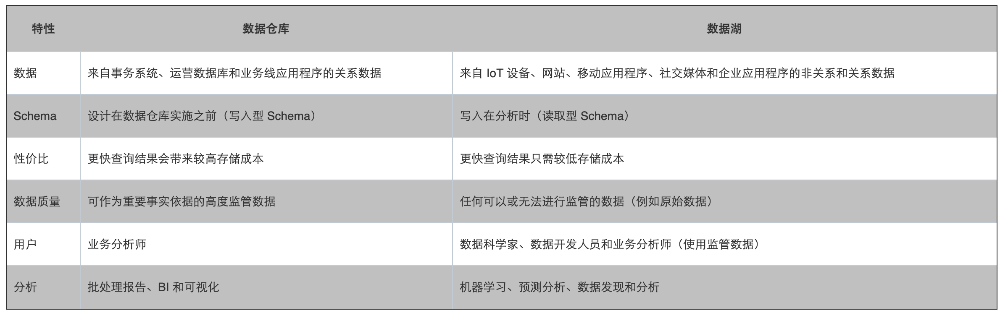 特性 数据仓库 数据湖
数据 来自事务系统、运营数据库和业务线应用程序的关系数据 来自 IoT 设备、网站、移动应用程序、社交媒体和企业应用程序的非关系和关系数据
Schema 设计在数据仓库实施之前（写入型 Schema） 写入在分析时（读取型 Schema）
性价比 更快查询结果会带来较高存储成本 更快查询结果只需较低存储成本
数据质量 可作为重要事实依据的高度监管数据 任何可以或无法进行监管的数据（例如原始数据）
用户 业务分析师 数据科学家、数据开发人员和业务分析师（使用监管数据）
分析 批处理报告、BI 和可视化 机器学习、预测分析、数据发现和分析